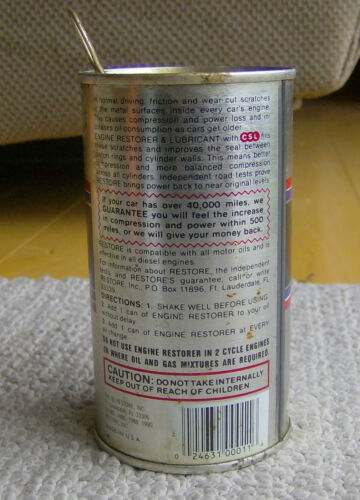 In normal driving, friction and wear cut scratches
in the metal surfaces inside every car's engine.
This causes compression and power loss and
increases oil consumption as cars get older.
ENGINE RESTORER & LUBRICANT with CSL fills
these scratches and improves the seal between
piston rings and cylinder walls. This means better
compression and more balanced compression
across all cylinders. Independent road tests prove
RESTORE brings power back to near original levels.
If your car has over 40,000 miles, we
GUARANTEE you will feel the increase
in compression and power within 500
miles, or we will give your money back.
RESTORE is compatible with all motor oils and is
effective in all diesel engines.
For information about RESTORE, the independent
tests, and RESTORE's guarantee, call or write
RESTORE, Inc., P.O. Box 11896, Ft. Lauderdale, FL
DIRECTIONS: 1. SHAKE WELL BEFORE USING
2. Add 1 can of ENGINE RESTORER to your oil
without delay
3. add 1 can of ENGINE RESTORER at EVERY
oil change.
DO NOT USE ENGINE RESTORER IN 2 CYCLE ENGINES
OR WHERE OIL AND GAS MIXTURES ARE REQUIRED.
CAUTION: DO NOT TAKE INTERNALLY.
KEEP OUT OF REACH OF CHILDREN.
RESTORE, INC.
FL 33306
1988 1990
MADE IN U.S.A.
0 24631 00011 4